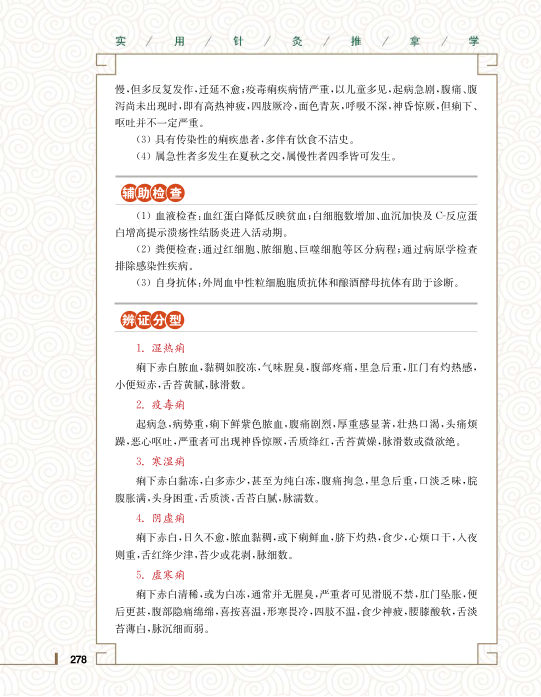 实/用/针/灸/推/拿/学
慢，但多反复发作，迁延不愈；疫毒痢疾病情严重，以儿童多见，起病急剧，腹痛、腹
泻尚未出现时，即有高热神疲，四肢厥冷，面色青灰，呼吸不深，神昏惊厥，但痢下、
呕吐并不一定严重。
（3）具有传染性的痢疾患者，多伴有饮食不洁史。
（4）属急性者多发生在夏秋之交，属慢性者四季皆可发生。
辅助检查
（1）血液检查：血红蛋白降低反映贫血；白细胞数增加、血沉加快及 C-反应蛋
白增高提示溃疡性结肠炎进入活动期。
（2）粪便检查：通过红细胞、脓细胞、巨噬细胞等区分病程；通过病原学检查
排除感染性疾病。
（3）自身抗体：外周血中性粒细胞胞质抗体和酿酒酵母抗体有助于诊断。
辨证分型
1. 湿热痢
痢下赤白脓血，黏稠如胶冻，气味腥臭，腹部疼痛，里急后重，肛门有灼热感，
小便短赤，舌苔黄腻，脉滑数。
2. 疫毒痢
起病急，病势重，痢下鲜紫色脓血，腹痛剧烈，厚重感显著，壮热口渴，头痛烦
躁，恶心呕吐，严重者可出现神昏惊厥，舌质绛红，舌苔黄燥，脉滑数或微欲绝。
3. 寒湿痢
痢下赤白黏冻，白多赤少，甚至为纯白冻，腹痛拘急，里急后重，口淡乏味，脘
腹胀满，头身困重，舌质淡，舌苔白腻，脉濡数。
4. 阴虚痢
痢下赤白，日久不愈，脓血黏稠，或下痢鲜血，脐下灼热，食少，心烦口干，入夜
则重，舌红绛少津，苔少或花剥，脉细数。
5. 虚寒痢
痢下赤白清稀，或为白冻，通常并无腥臭，严重者可见滑脱不禁，肛门坠胀，便
后更甚，腹部隐痛绵绵，喜按喜温，形寒畏冷，四肢不温，食少神疲，腰膝酸软，舌淡
苔薄白，脉沉细而弱。
278